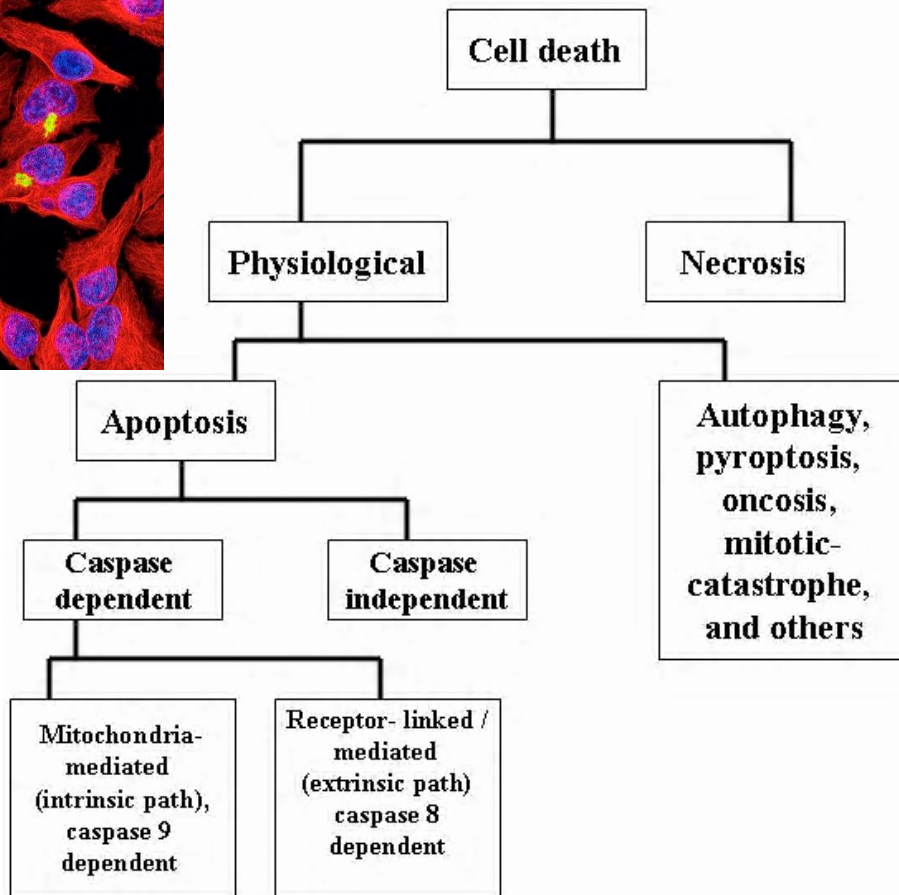 Cell death
Physiological
Necrosis
Apoptosis
Autophagy,
pyroptosis,
oncosis,
mitotic-
catastrophe,
and others
Caspase
dependent
Caspase
independent
Mitochondria-
mediated
(intrinsic path),
caspase 9
dependent
Receptor- linked /
mediated
(extrinsic path)
caspase 8
dependent